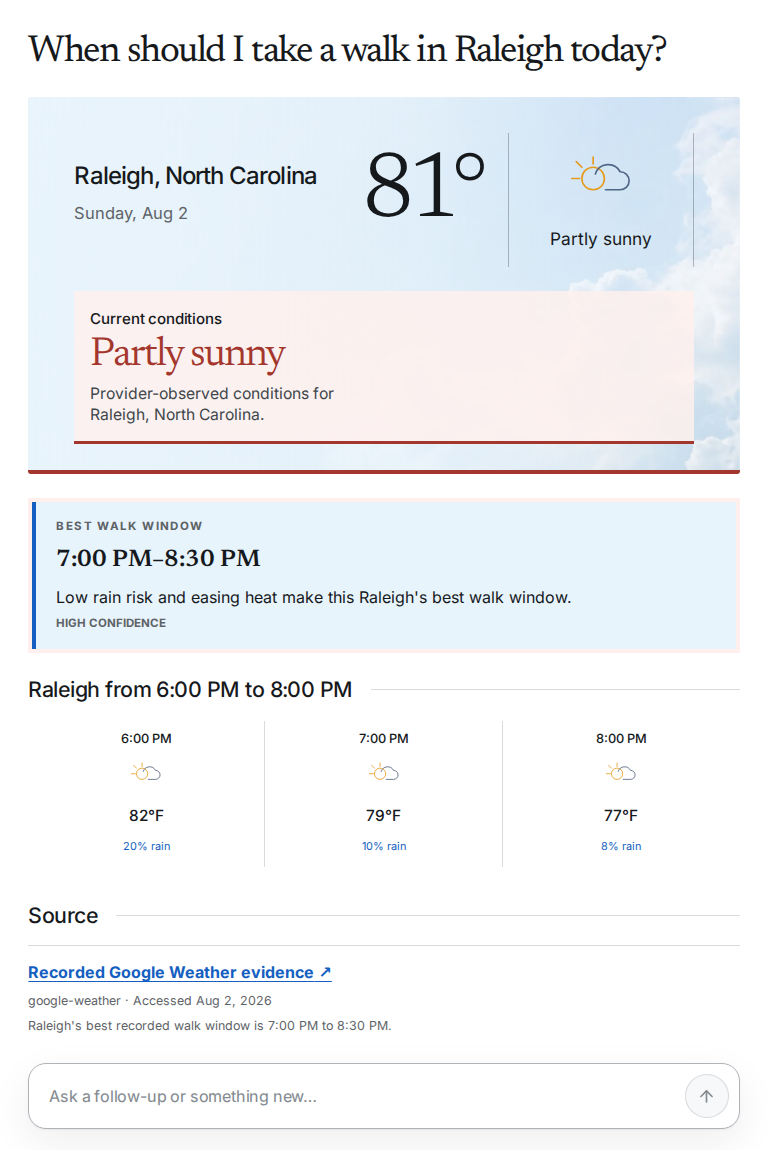 When should I take a walk in Raleigh today?
Raleigh, North Carolina
Sunday, Aug 2
81°
Partly sunny
Current conditions
Partly sunny
Provider-observed conditions for
Raleigh, North Carolina.
BEST WALK WINDOW
7:00 PM–8:30 PM
Low rain risk and easing heat make this Raleigh's best walk window.
HIGH CONFIDENCE
Raleigh from 6:00 PM to 8:00 PM
6:00 PM
82°F
20% rain
7:00 PM
79°F
10% rain
8:00 PM
77°F
8% rain
Source
Recorded Google Weather evidence ↗
google-weather · Accessed Aug 2, 2026
Raleigh's best recorded walk window is 7:00 PM to 8:30 PM.
Ask a follow-up or something new...